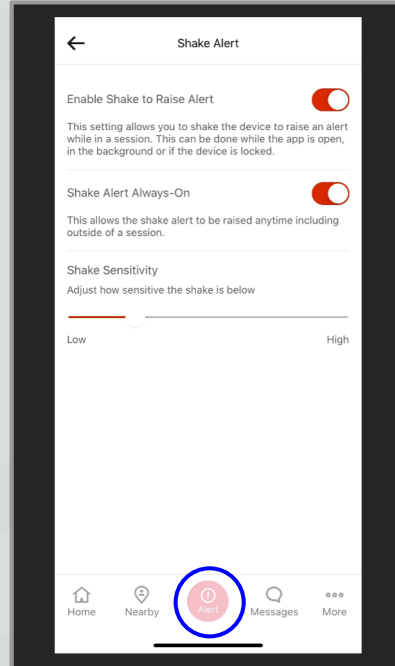 Shake Alert
Enable Shake to Raise Alert
This setting allows you to shake the device to raise an alert
while in a session. This can be done while the app is open,
in the background or if the device is locked.
Shake Alert Always-On
This allows the shake alert to be raised anytime including
outside of a session.
Shake Sensitivity
Adjust how sensitive the shake is below
Low High
Home Nearby Alert Messages More